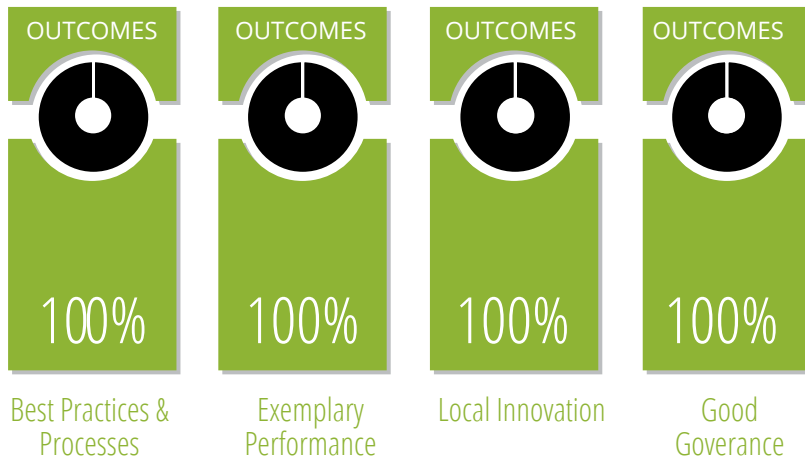 OUTCOMES
OUTCOMES
OUTCOMES
OUTCOMES
100%
100%
100%
100%
Best Practices &
Processes
Exemplary
Performance
Local Innovation
Good
Goverance